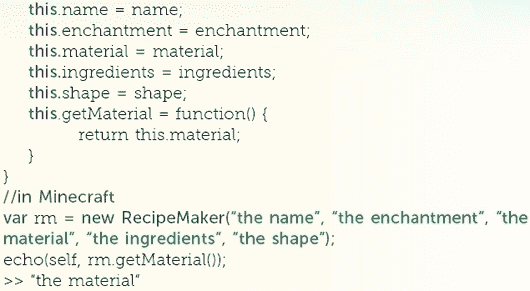 this.name = name;
this.enchantment = enchantment;
this.material = material;
this.ingredients = ingredients;
this.shape = shape;
this.getMaterial = function() {
return this.material;
}
}
//in Minecraft
var rm = new RecipeMaker("the name", "the enchantment", "the
material", "the ingredients", "the shape");
echo(self, rm.getMaterial());
>> "the material"